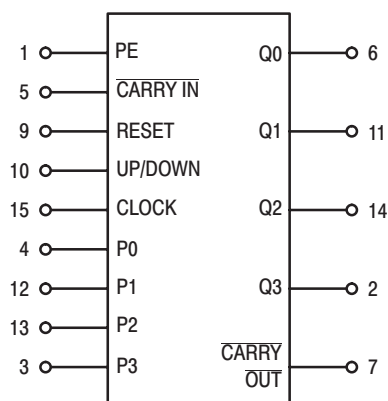 1 PE Q0 6
5 CARRY IN
9 RESET Q1 11
10 UP/DOWN
15 CLOCK Q2 14
4 P0
12 P1 Q3 2
13 P2
CARRY
3 P3 OUT 7